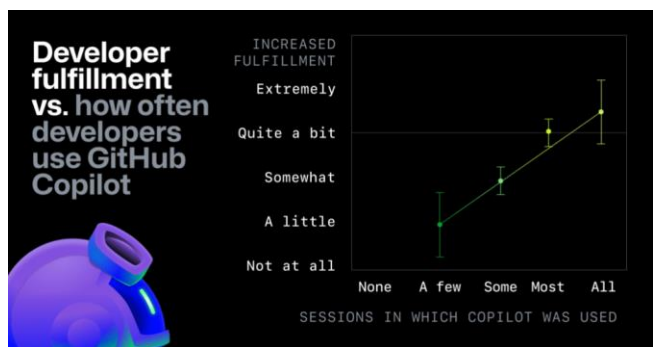 Developer
fulfillment
vs. how often
developers
use GitHub
Copilot
INCREASED
FULFILLMENT
Extremely
Quite a bit
Somewhat
A little
Not at all
None A few Some Most All
SESSIONS IN WHICH COPILOT WAS USED